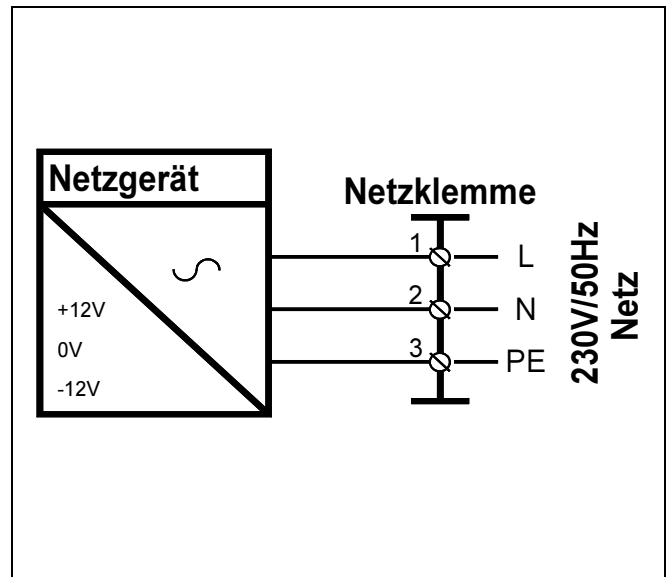 Netzgerät
+12V
0V
-12V
Netzklemme
1
L
2
N
3
PE
230V/50Hz
Netz